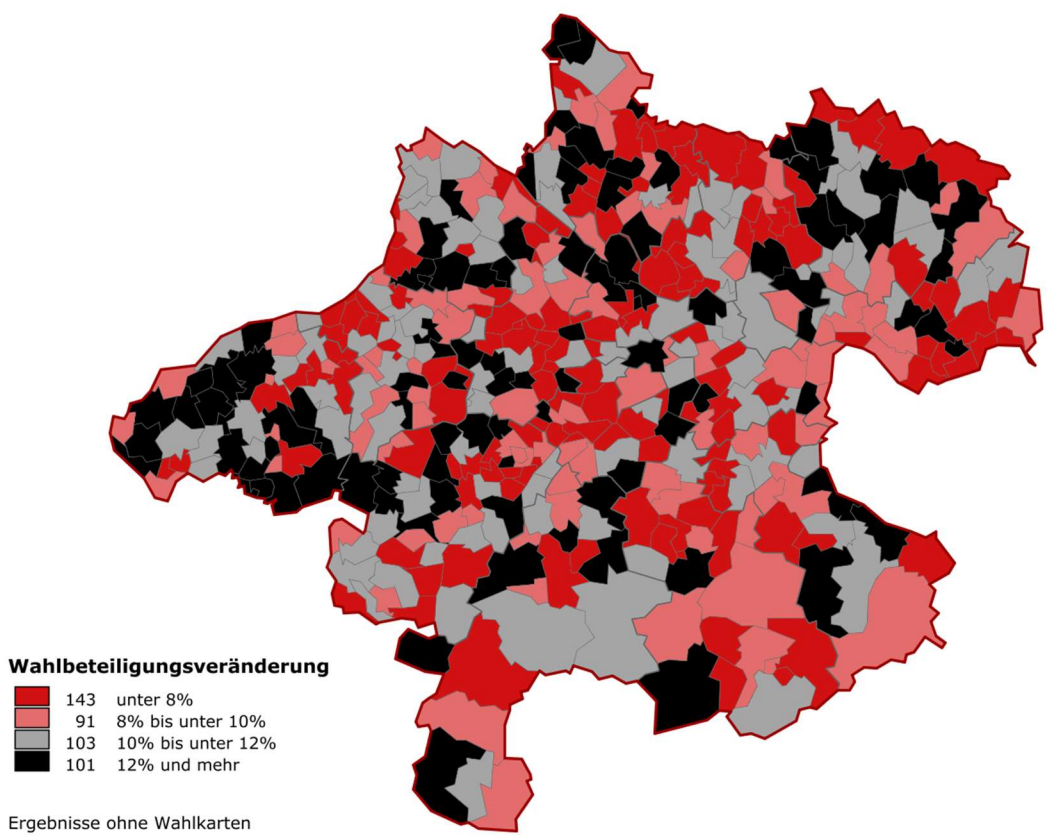 Wahlbeteiligungsveränderung
143 unter 8%
91 8% bis unter 10%
103 10% bis unter 12%
101 12% und mehr
Ergebnisse ohne Wahlkarten